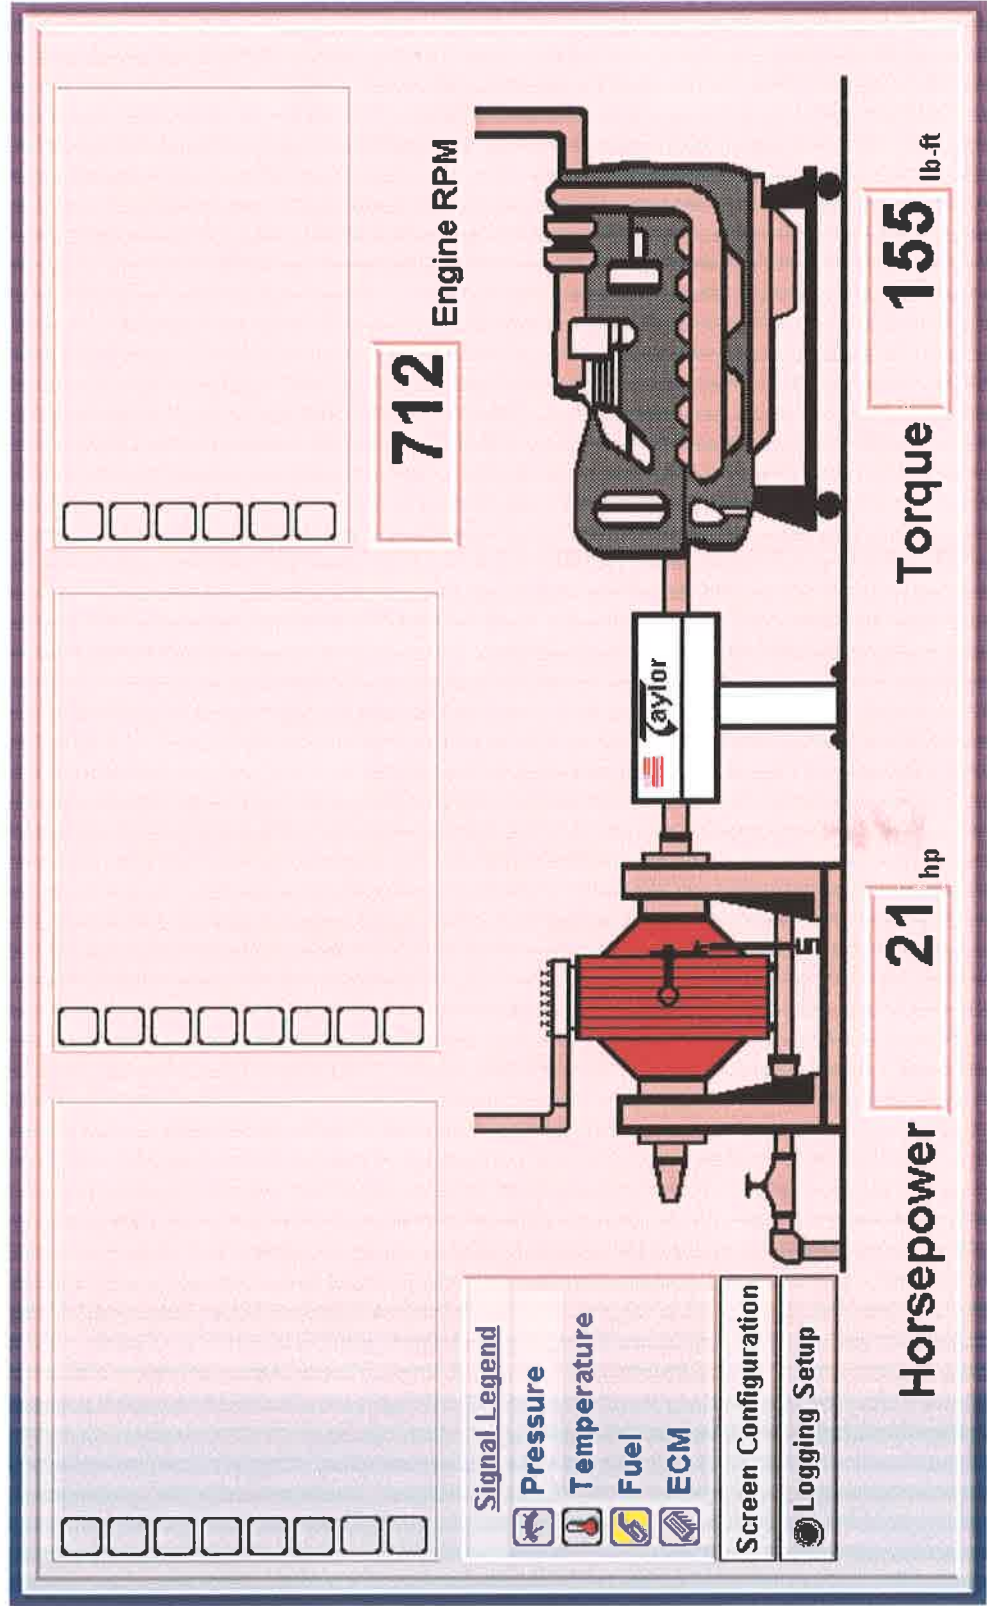 712 Engine RPM
Taylor
Signal Legend
Pressure
Temperature
Fuel
ECM
Screen Configuration
Logging Setup
Horsepower 21 hp
Torque 155 lb-ft